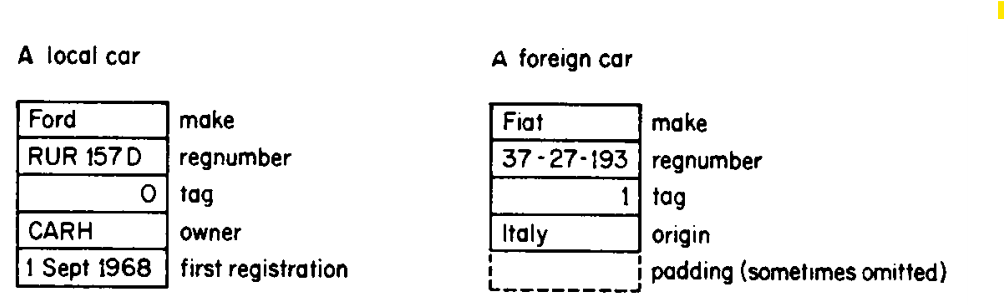 A local car
Ford make
RUR 157D regnumber
0 tag
CARH owner
1 Sept 1968 first registration
A foreign car
Fiat make
37-27-193 regnumber
1 tag
Italy origin
padding (sometimes omitted)